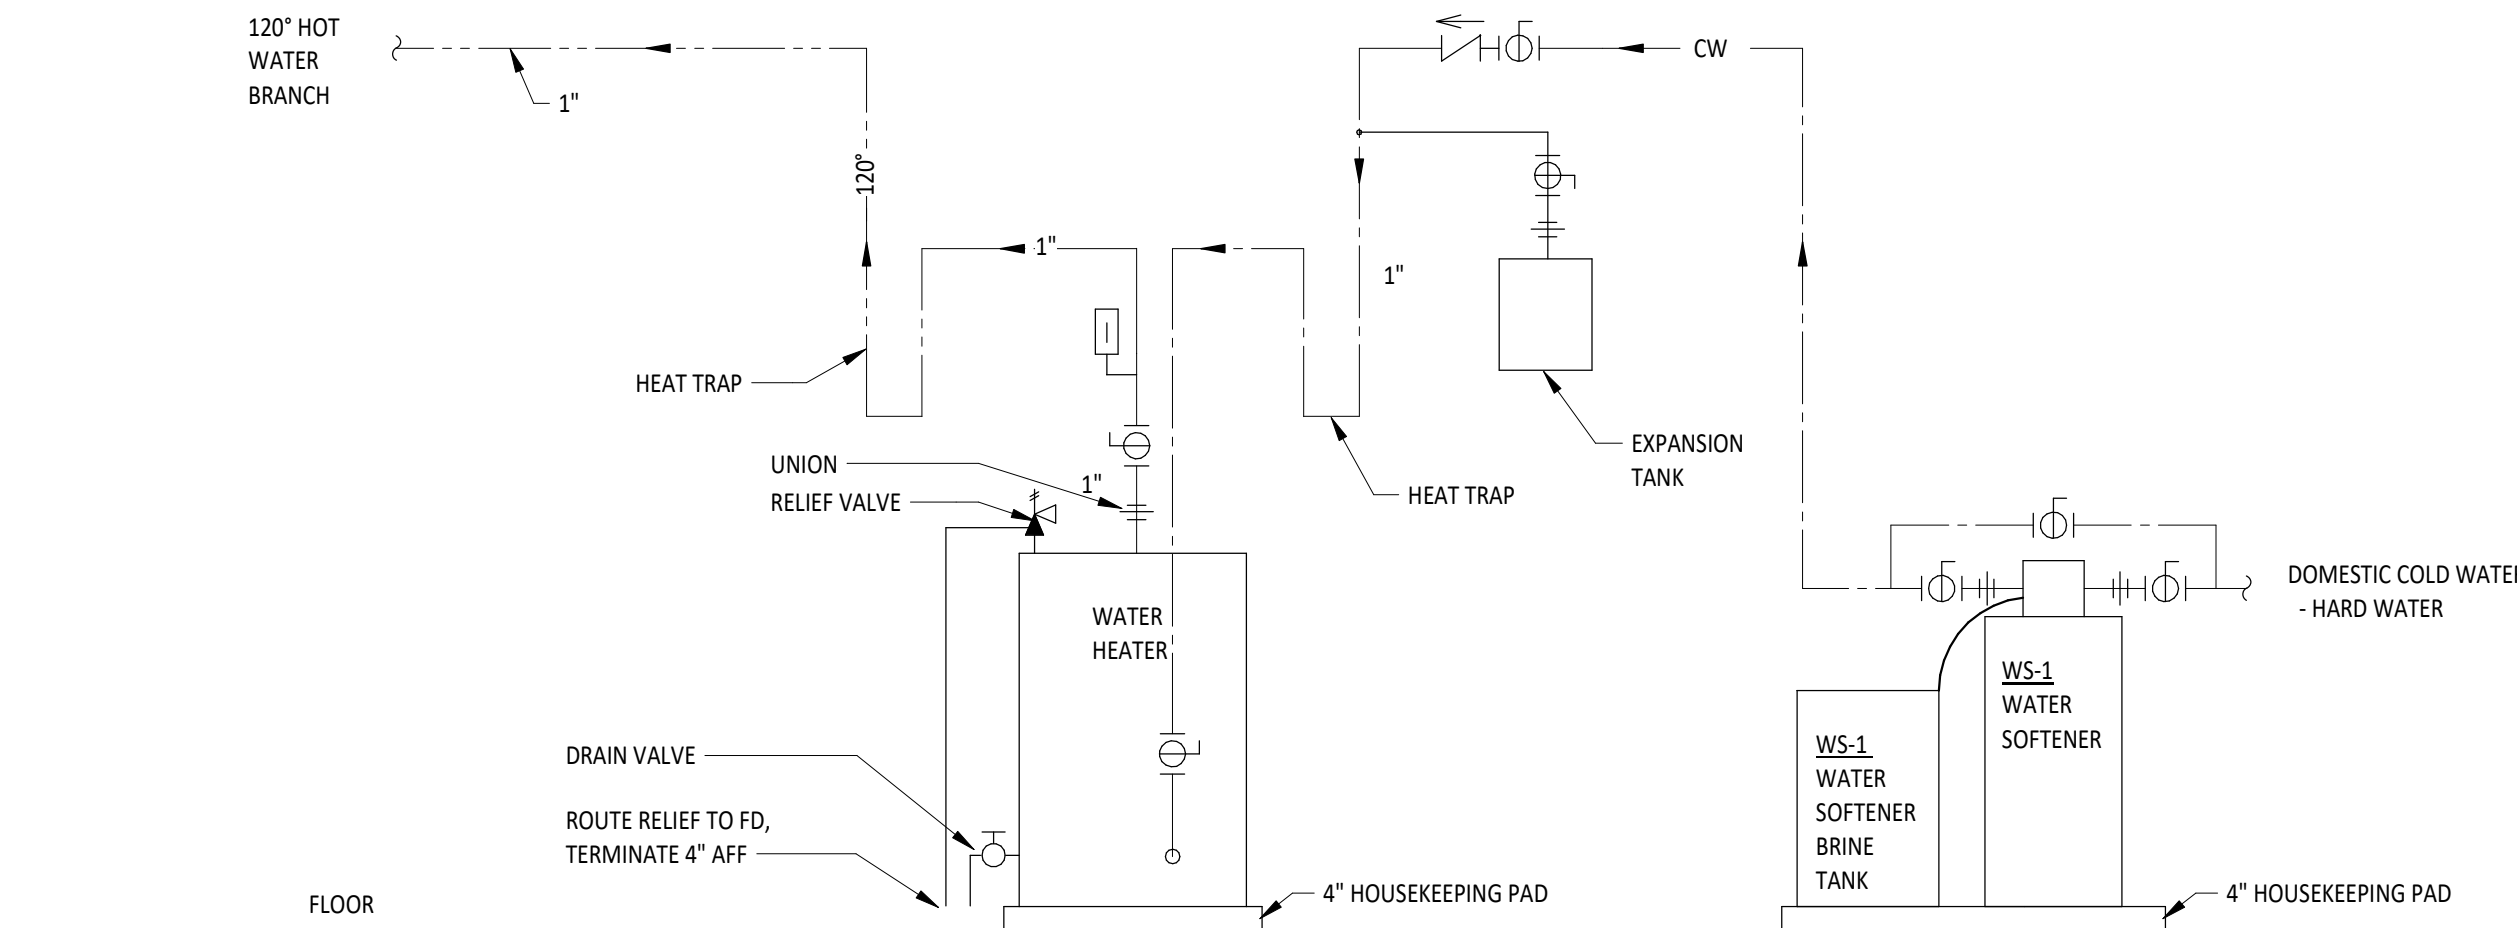 120° HOT
WATER
BRANCH
1"
CW
120°
1"
1"
HEAT TRAP
EXPANSION
TANK
UNION
1"
RELIEF VALVE
HEAT TRAP
DOMESTIC COLD WATE
- HARD WATER
WATER
HEATER
WS-1
WATER
SOFTENER
DRAIN VALVE
WS-1
WATER
SOFTENER
BRINE
TANK
ROUTE RELIEF TO FD,
TERMINATE 4" AFF
FLOOR
4" HOUSEKEEPING PAD
4" HOUSEKEEPING PAD